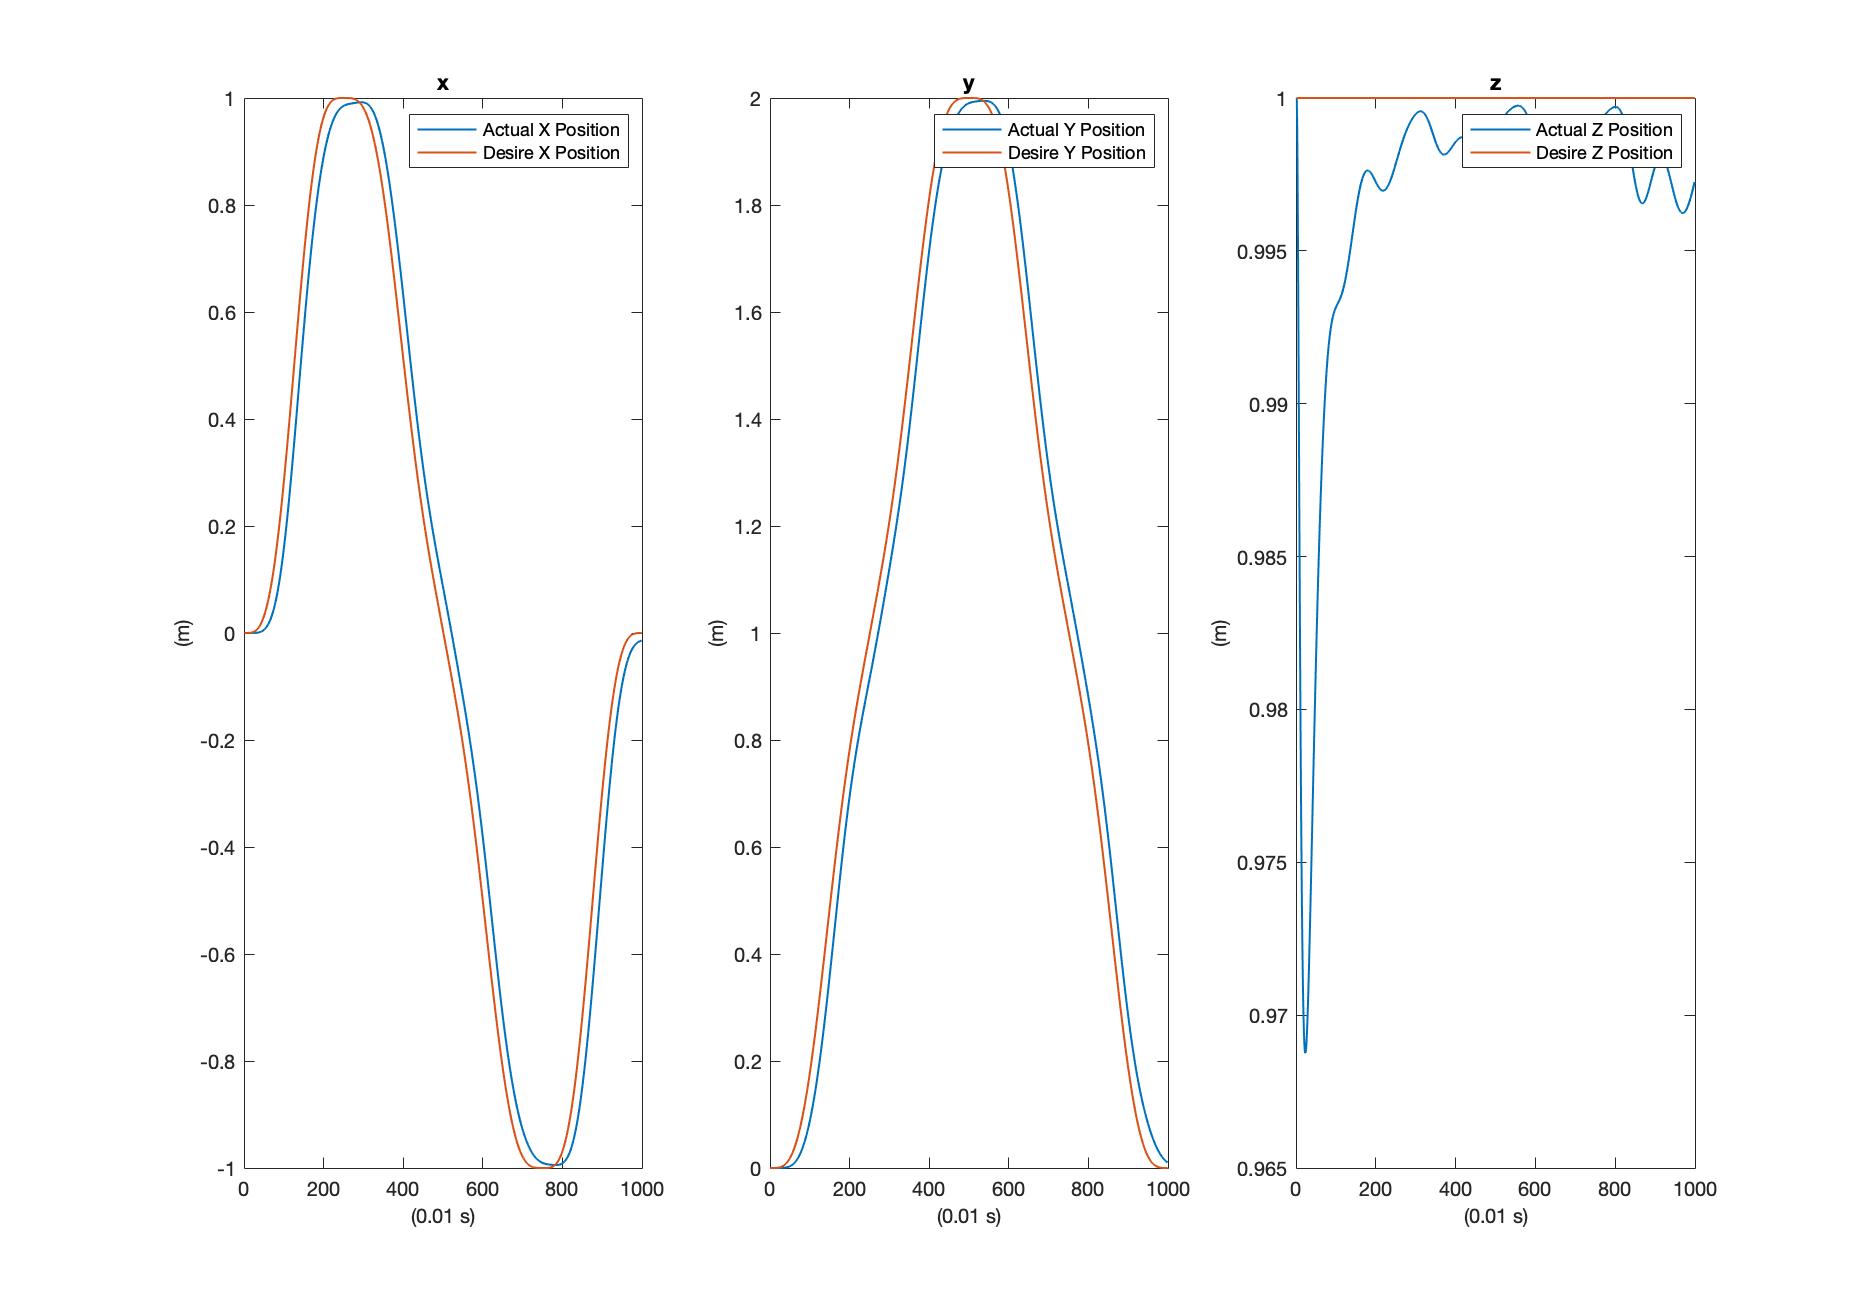 x
Actual X Position
Desire X Position
1
0.8
0.6
0.4
0.2
0
-0.2
-0.4
-0.6
-0.8
-1
(m)
0 200 400 600 800 1000
(0.01 s)
y
Actual Y Position
Desire Y Position
2
1.8
1.6
1.4
1.2
1
0.8
0.6
0.4
0.2
0
(m)
0 200 400 600 800 1000
(0.01 s)
z
Actual Z Position
Desire Z Position
1
0.995
0.99
0.985
0.98
0.975
0.97
0.965
(m)
0 200 400 600 800 1000
(0.01 s)